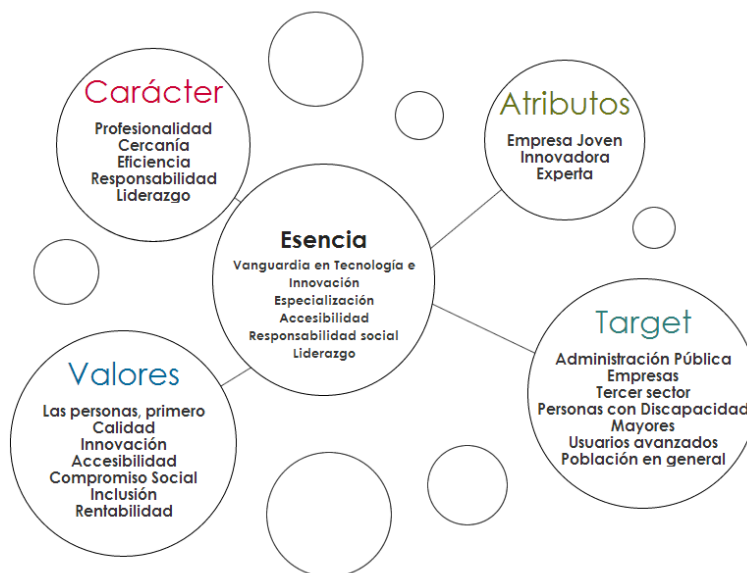 Carácter
Profesionalidad
Cercanía
Eficiencia
Responsabilidad
Liderazgo
Atributos
Empresa Joven
Innovadora
Experta
Esencia
Vanguardia en Tecnología e
Innovación
Especialización
Accesibilidad
Responsabilidad social
Liderazgo
Valores
Las personas, primero
Calidad
Innovación
Accesibilidad
Compromiso Social
Inclusión
Rentabilidad
Target
Administración Pública
Empresas
Tercer sector
Personas con Discapacidad
Mayores
Usuarios avanzados
Población en general